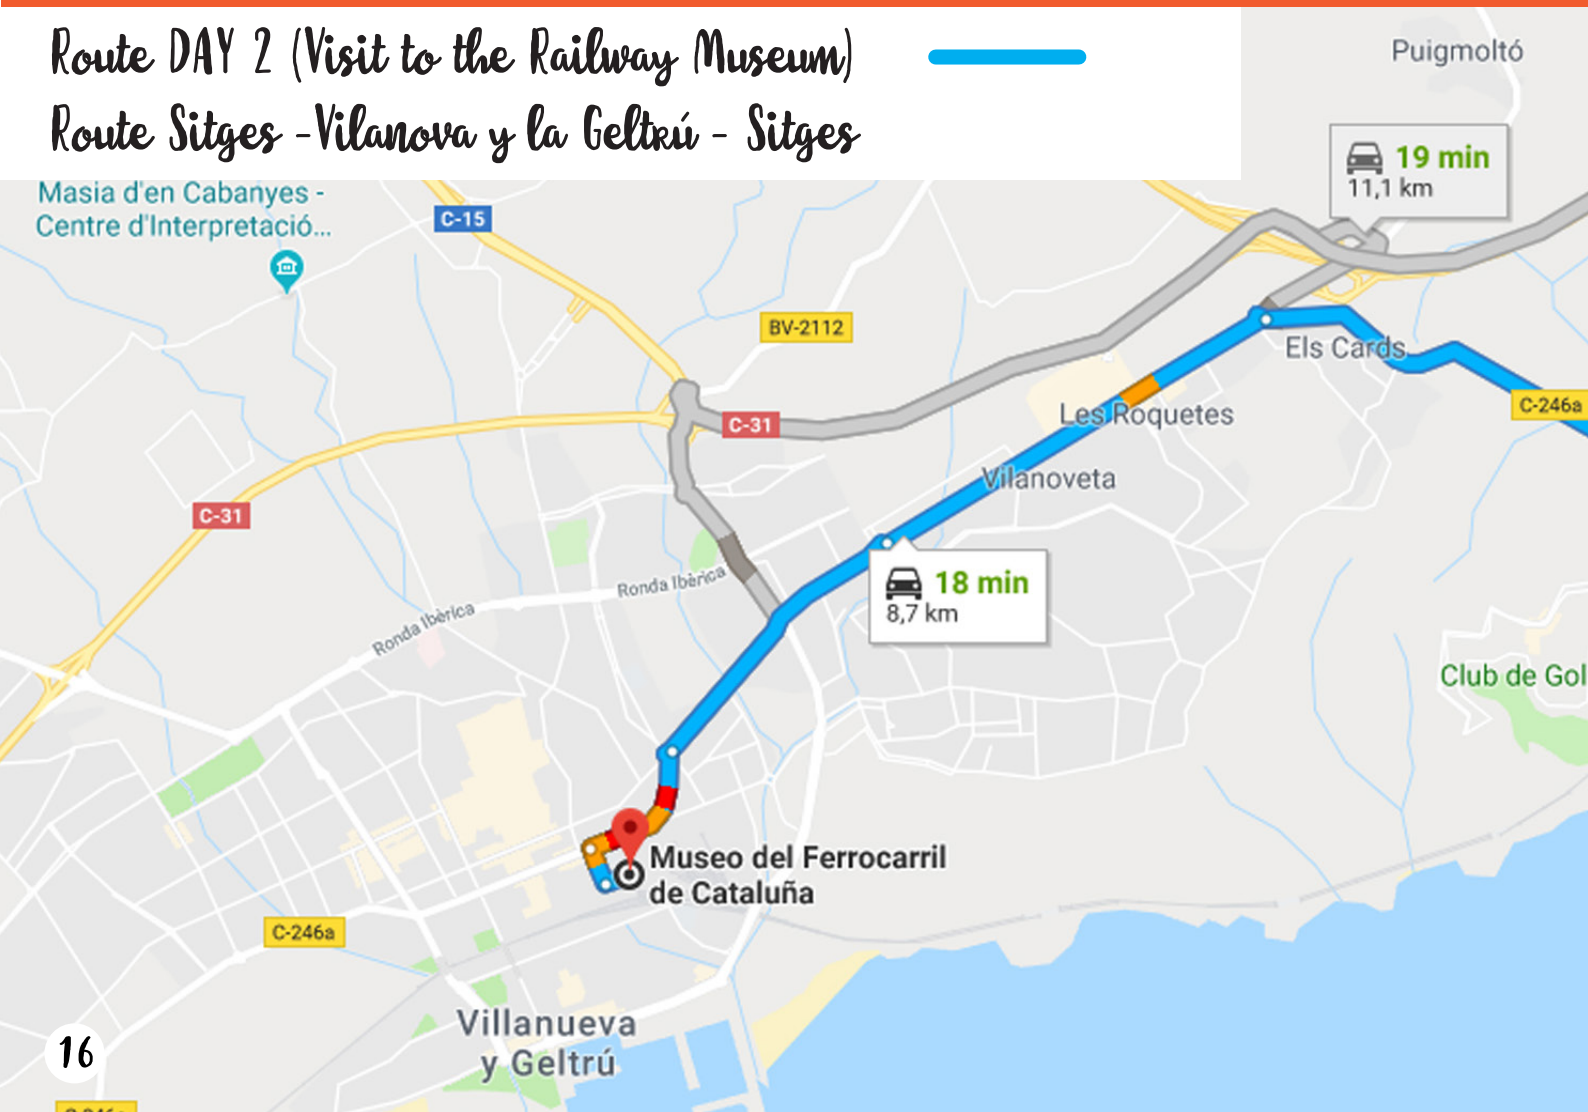 Route DAY 2 (Visit to the Railway Museum)
Route Sitges -Vilanova y la Geltrú - Sitges
Puigmoltó
19 min
11,1 km
Masia d'en Cabanyes -
Centre d'Interpretació...
C-15
BV-2112
Els Cards
C-246a
Les Roquetes
C-31
Vilanoveta
C-31
18 min
8,7 km
Ronda Ibèrica
Ronda Ibèrica
Club de Gol
Museo del Ferrocarril
de Cataluña
C-246a
Villanueva
y Geltrú
16